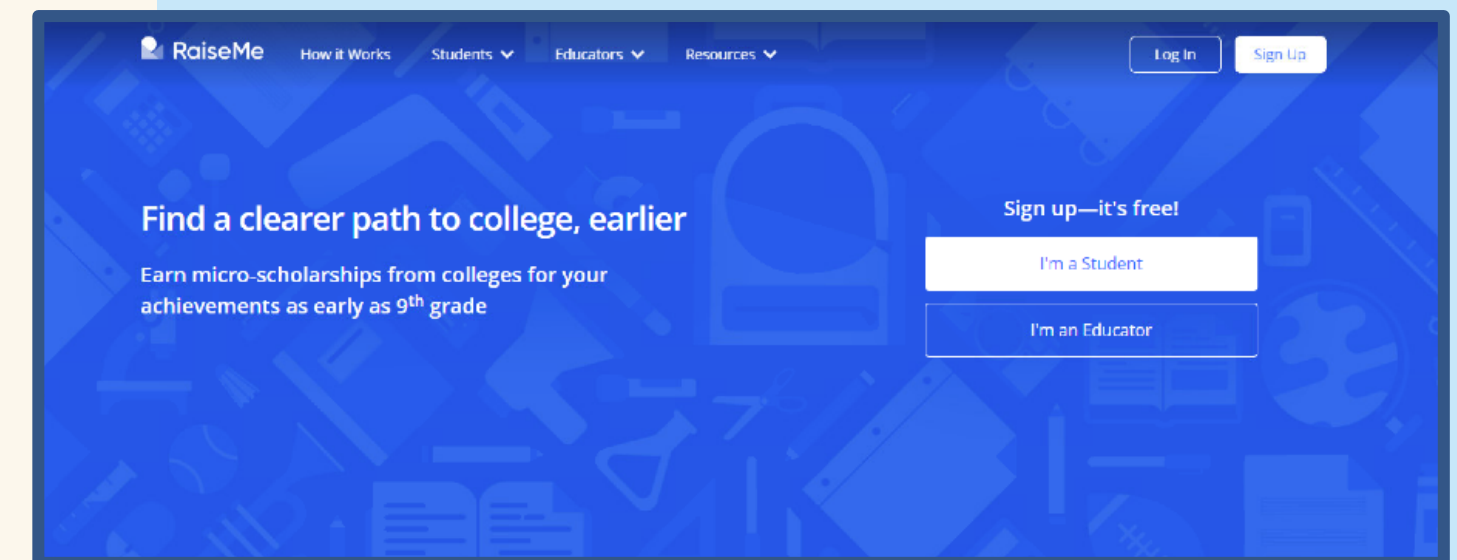 RaiseMe How it Works Students Educators Resources Log In Sign Up
Find a clearer path to college, earlier
Earn micro-scholarships from colleges for your
achievements as early as 9th grade
Sign up—it's free!
I'm a Student
I'm an Educator